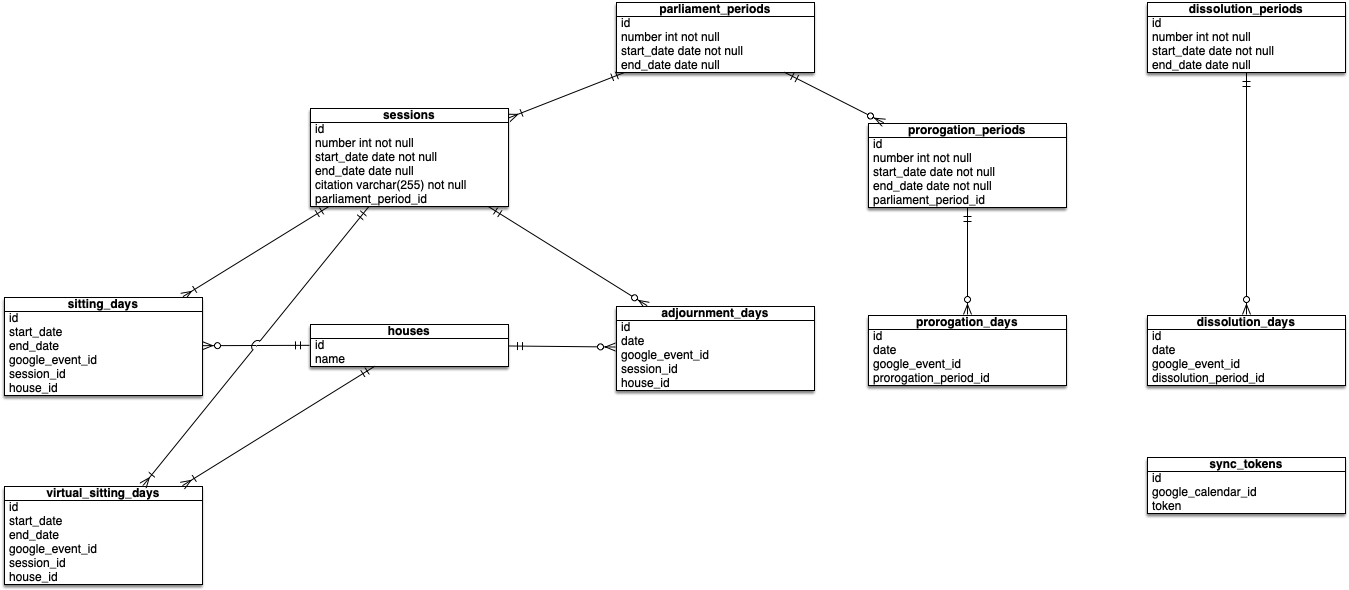 parliament_periods
id
number int not null
start_date date not null
end_date date null
dissolution_periods
id
number int not null
start_date date not null
end_date date null
sessions
id
number int not null
start_date date not null
end_date date null
citation varchar(255) not null
parliament_period_id
prorogation_periods
id
number int not null
start_date date not null
end_date date not null
parliament_period_id
sitting_days
id
start_date
end_date
google_event_id
session_id
house_id
houses
id
name
adjournment_days
id
date
google_event_id
session_id
house_id
prorogation_days
id
date
google_event_id
prorogation_period_id
dissolution_days
id
date
google_event_id
dissolution_period_id
sync_tokens
id
google_calendar_id
token
virtual_sitting_days
id
start_date
end_date
google_event_id
session_id
house_id